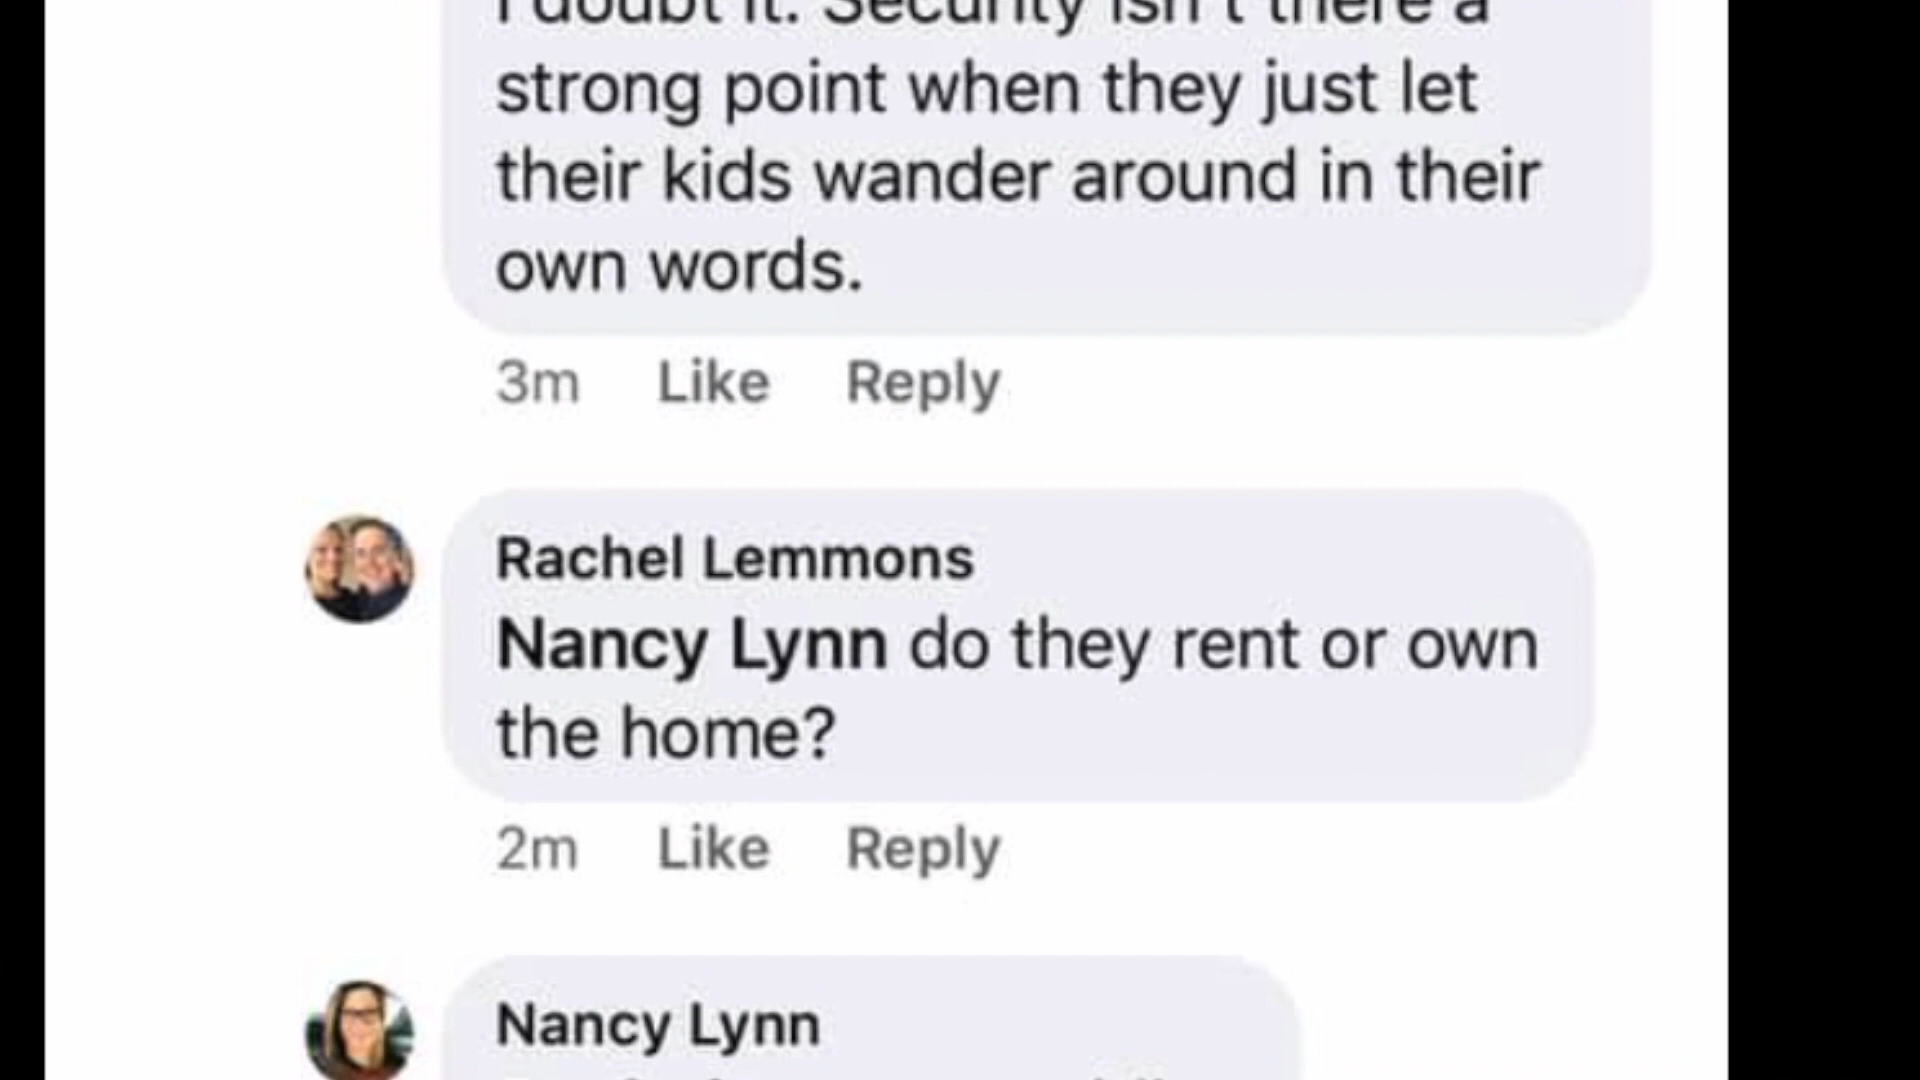 I doubt it. Security isn't there a
strong point when they just let
their kids wander around in their
own words.
3m Like Reply
Rachel Lemmons
Nancy Lynn do they rent or own
the home?
2m Like Reply
Nancy Lynn